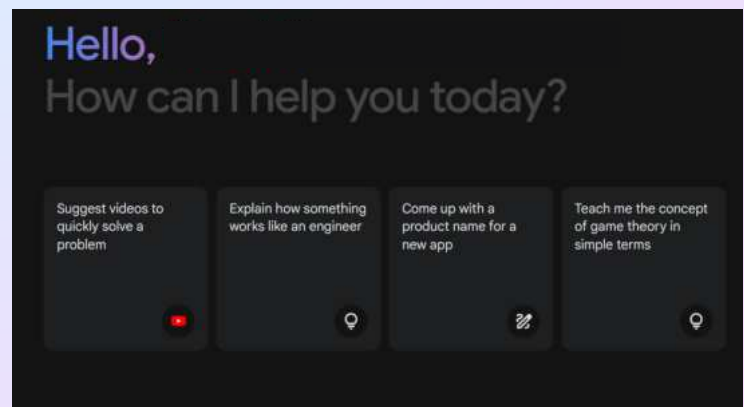 Hello,
How can I help you today?
Suggest videos to
quickly solve a
problem
Explain how something
works like an engineer
Come up with a
product name for a
new app
Teach me the concept
of game theory in
simple terms